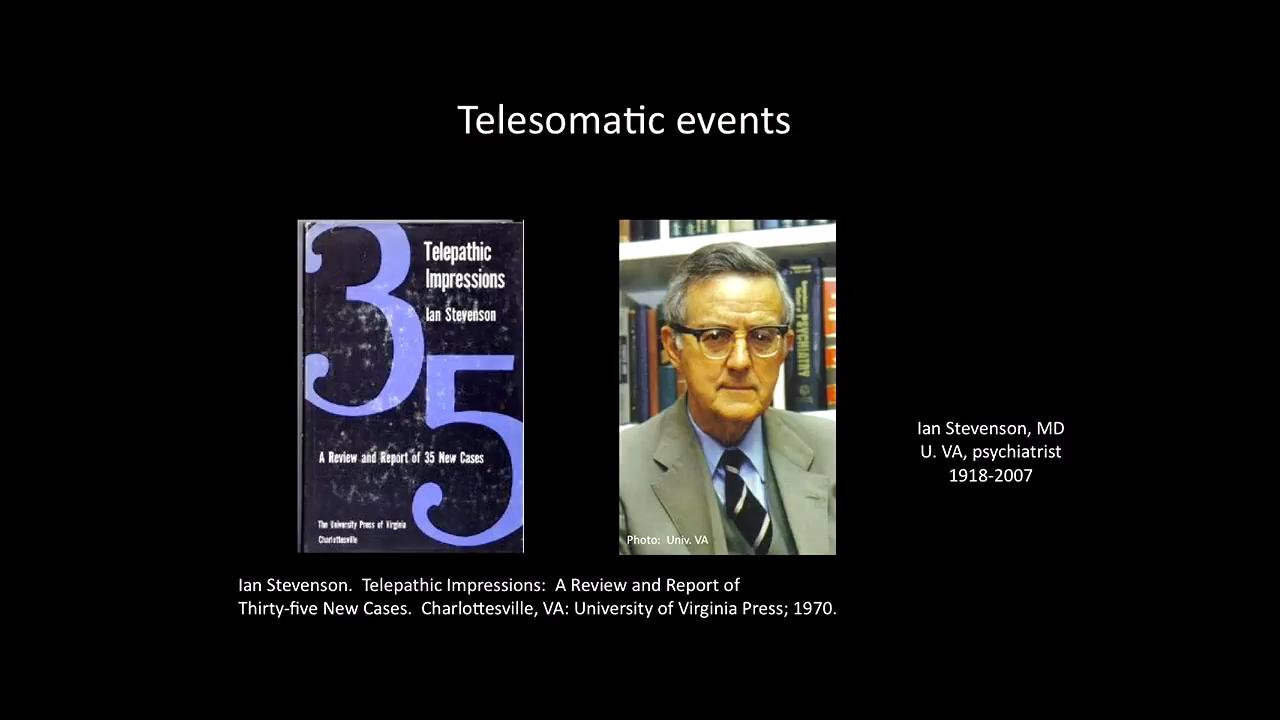 Telesomatic events
35
Telepathic
Impressions
Ian Stevenson
A Review and Report of 35 New Cases
The University Press of Virginia
Charlottesville
PSYCHIATRY
Photo: Univ. VA
Ian Stevenson, MD
U. VA, psychiatrist
1918-2007
Ian Stevenson. Telepathic Impressions: A Review and Report of
Thirty-five New Cases. Charlottesville, VA: University of Virginia Press; 1970.